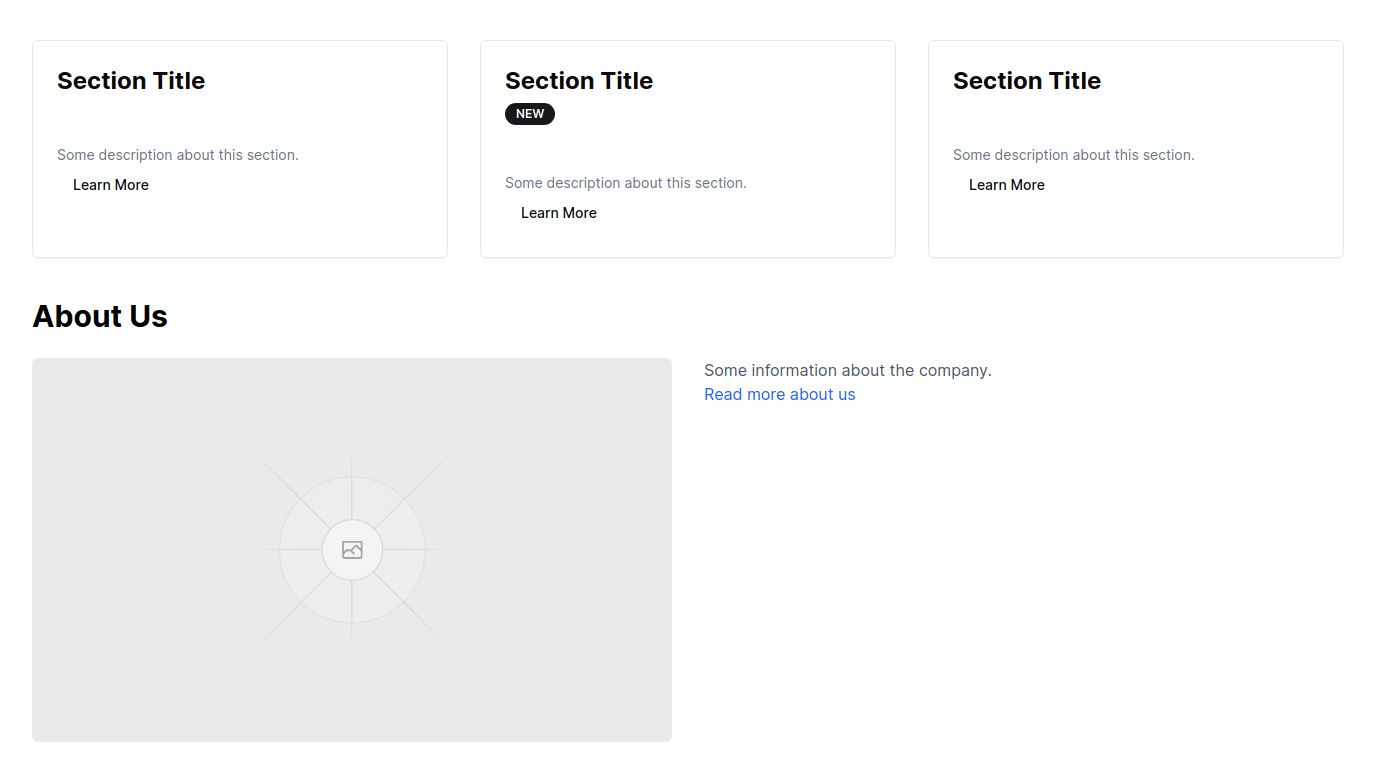 Section Title
Some description about this section.
Learn More
Section Title
NEW
Some description about this section.
Learn More
Section Title
Some description about this section.
Learn More
About Us
Some information about the company.
Read more about us